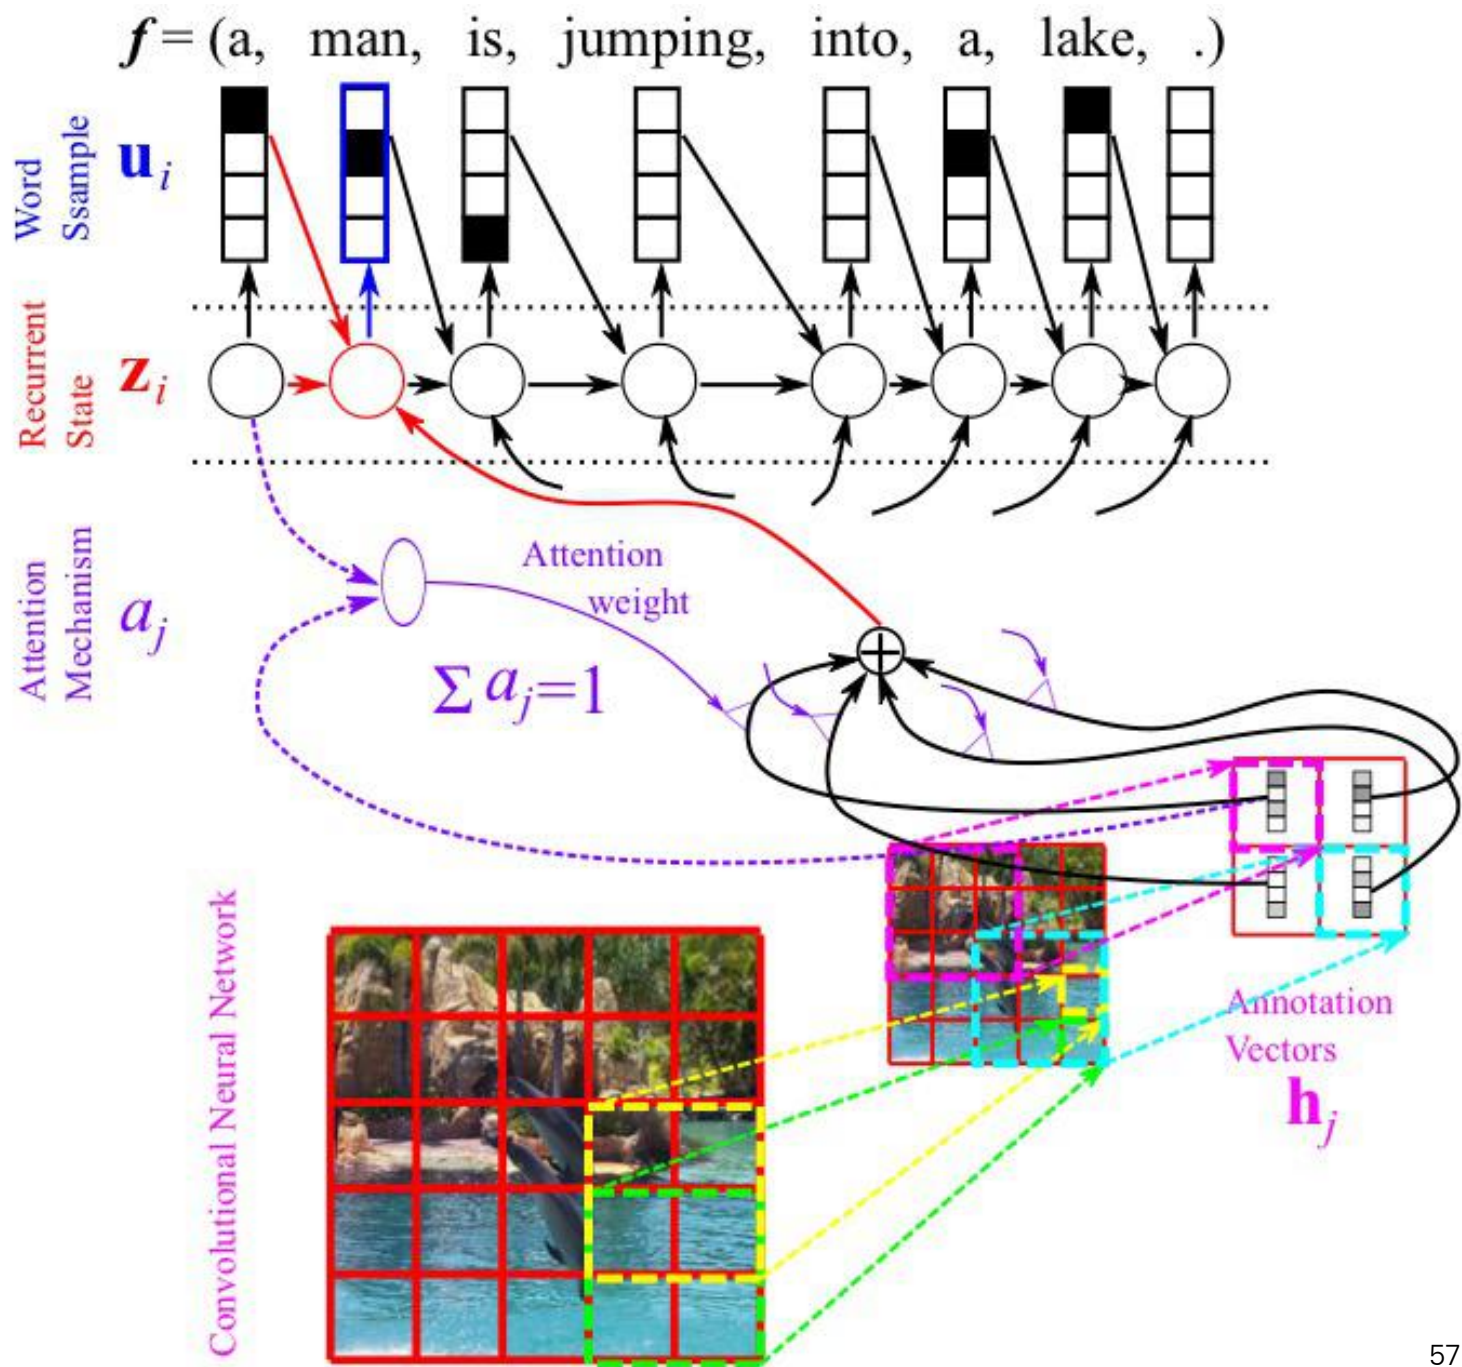 f = (a, man, is, jumping, into, a, lake, .)
Word
Ssample
u_i
Recurrent
State
z_i
Attention
Mechanism
a_j
Attention
weight
∑ a_j=1
Convolutional Neural Network
Annotation
Vectors
h_j
57